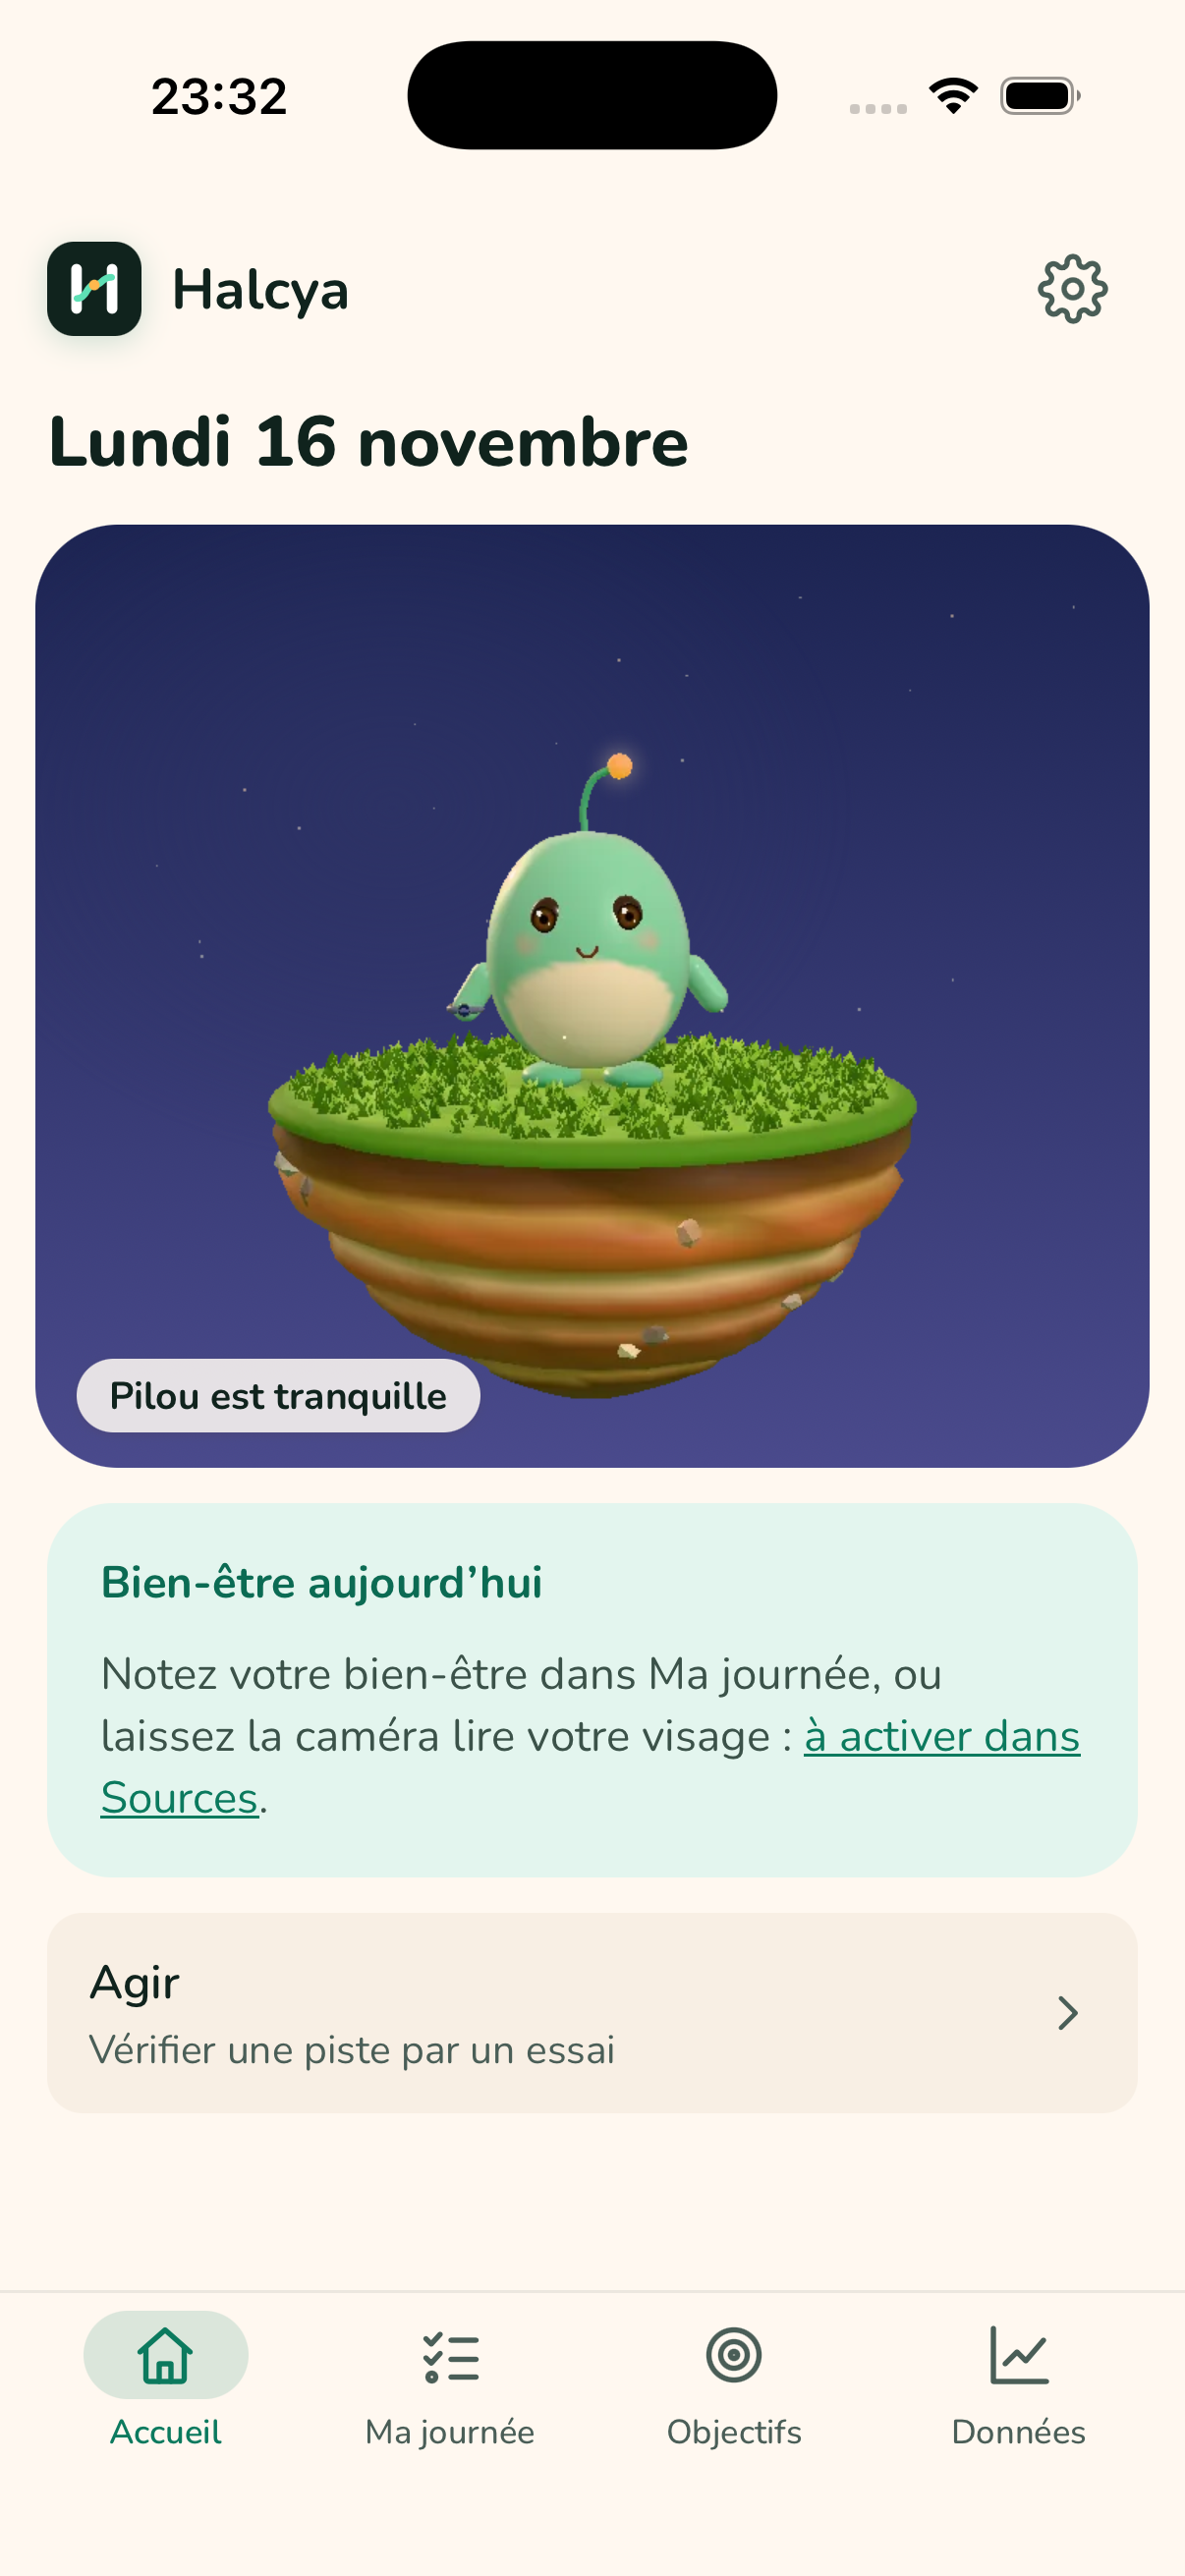 23:32
Halcya
Lundi 16 novembre
Pilou est tranquille
Bien-être aujourd’hui
Notez votre bien-être dans Ma journée, ou
laissez la caméra lire votre visage : à activer dans
Sources.
Agir
Vérifier une piste par un essai
Accueil
Ma journée
Objectifs
Données